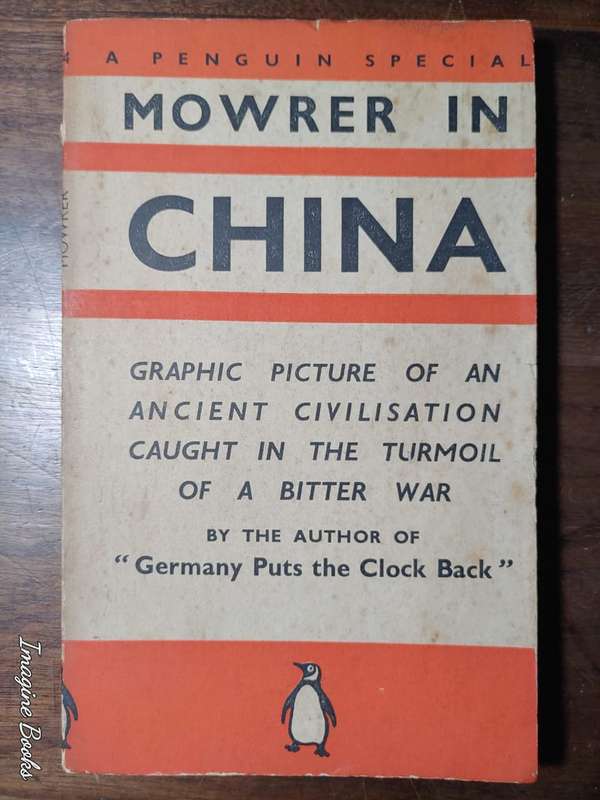 A PENGUIN SPECIAL
MOWRER IN
CHINA
GRAPHIC PICTURE OF AN
ANCIENT CIVILISATION
CAUGHT IN THE TURMOIL
OF A BITTER WAR
BY THE AUTHOR OF
“Germany Puts the Clock Back”
MOWRER
Imagine Books